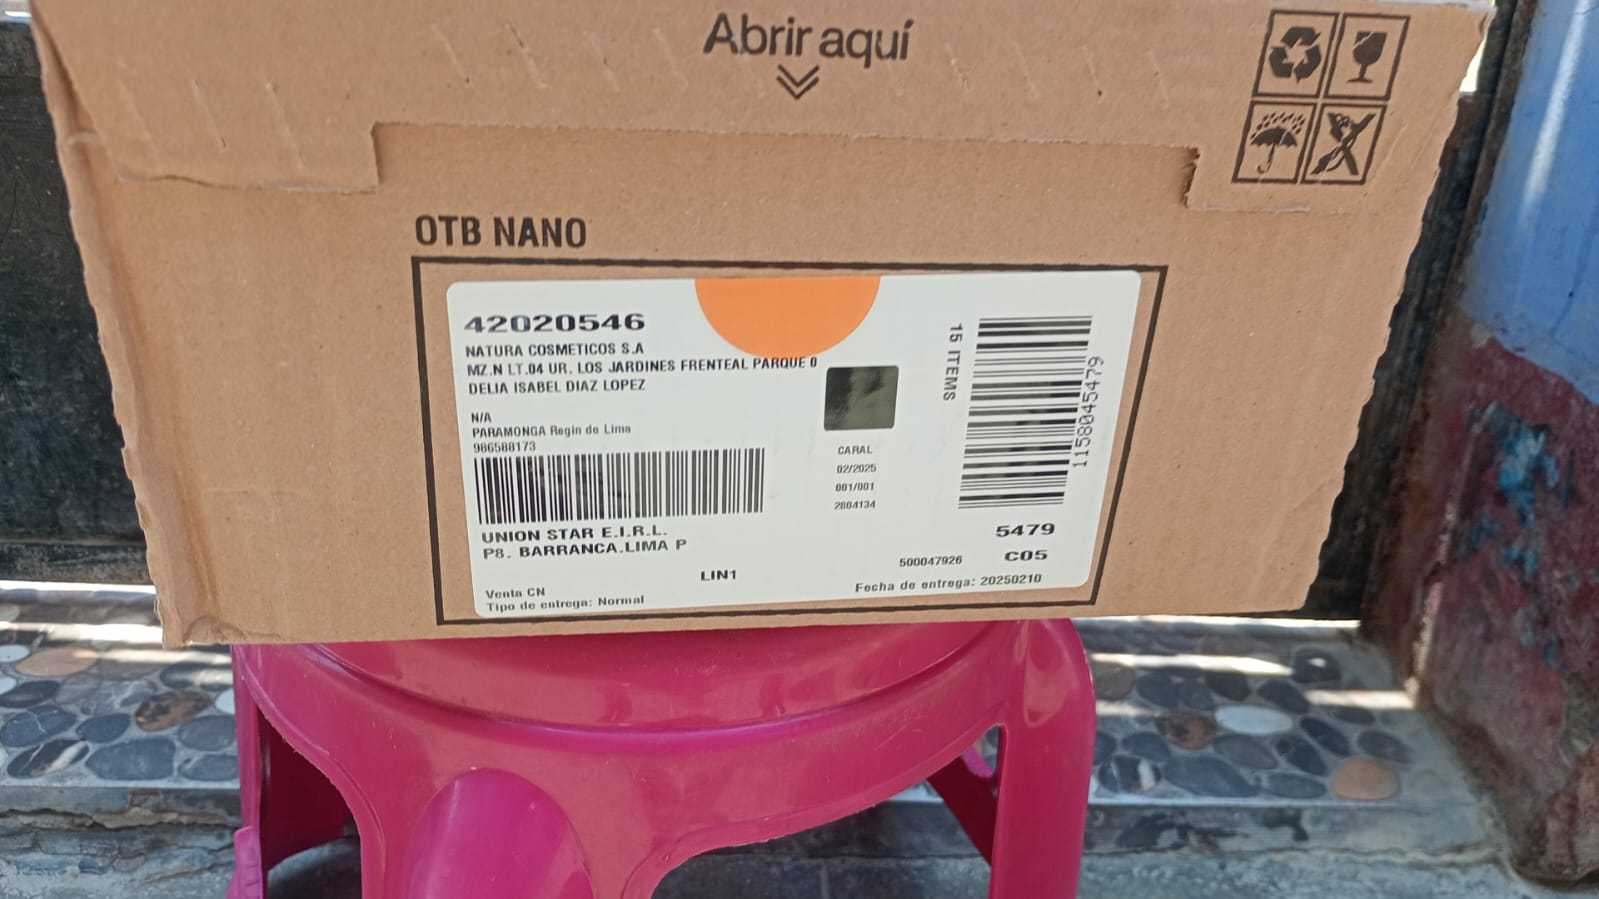 Abrir aquí
OTB NANO
42020546
NATURA COSMETICOS S.A
MZ.N LT.04 UR. LOS JARDINES FRENTEAL PARQUE 0
DELIA ISABEL DIAZ LOPEZ
N/A
PARAMONGA Regin de Lima
986588173
UNION STAR E.I.R.L.
P8. BARRANCA.LIMA P
LIN1
Venta CN
Tipo de entrega: Normal
CARAL
02/2025
001/001
2804134
15 ITEMS
1158045479
5479
500047926
C05
Fecha de entrega: 20250210